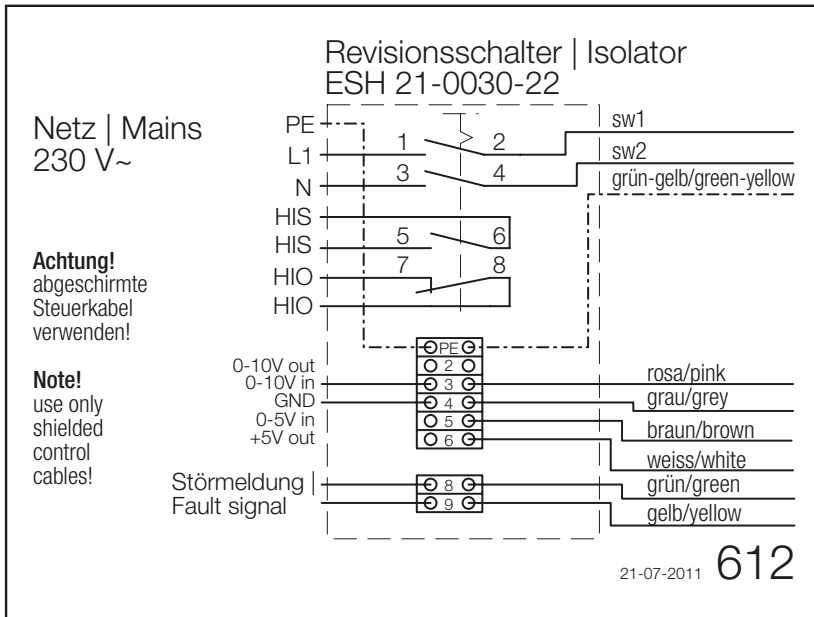 Revisionsschalter | Isolator
ESH 21-0030-22
Netz | Mains
230 V~
PE
L1
N
HIS
HIS
HIO
HIO
1 2
3 4
5 6
7 8
sw1
sw2
grün-gelb/green-yellow
Achtung!
abgeschirmte
Steuerkabel
verwenden!
Note!
use only
shielded
control
cables!
PE
0-10V out 2
0-10V in 3 rosa/pink
GND 4 grau/grey
0-5V in 5 braun/brown
+5V out 6 weiss/white
Störmeldung | 8 grün/green
Fault signal 9 gelb/yellow
21-07-2011 612